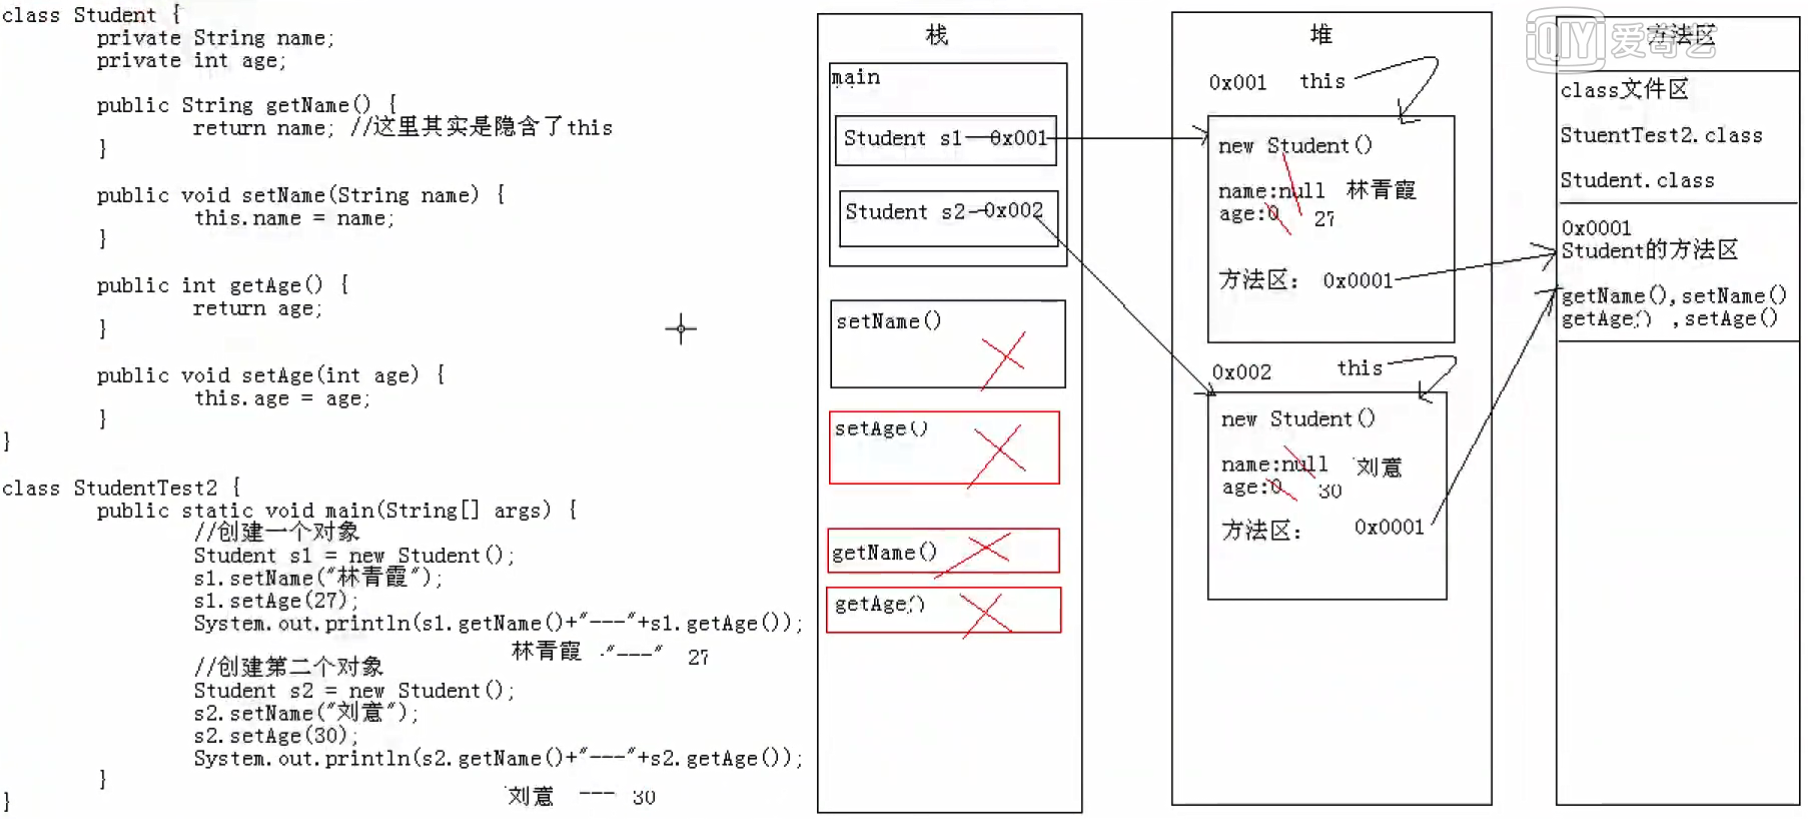 class Student {
private String name;
private int age;
public String getName() {
return name; //这里其实是隐含了this
}
public void setName(String name) {
this.name = name;
}
public int getAge() {
return age;
}
public void setAge(int age) {
this.age = age;
}
}
class StudentTest2 {
public static void main(String[] args) {
//创建一个对象
Student s1 = new Student();
s1.setName("林青霞");
s1.setAge(27);
System.out.println(s1.getName()+"---"+s1.getAge());
林青霞 "---" 27
//创建第二个对象
Student s2 = new Student();
s2.setName("刘意");
s2.setAge(30);
System.out.println(s2.getName()+"---"+s2.getAge());
}
刘意 --- 30
}
栈
main
Student s1 0x001
Student s2 0x002
setName()
setAge()
getName()
getAge()
堆
0x001 this
new Student()
name:null 林青霞
age:0 27
方法区: 0x0001
0x002 this
new Student()
name:null 刘意
age:0 30
方法区: 0x0001
iQIYI 爱奇艺
方法区
class文件区
StuentTest2.class
Student.class
0x0001
Student的方法区
getName(),setName()
getAge() ,setAge()